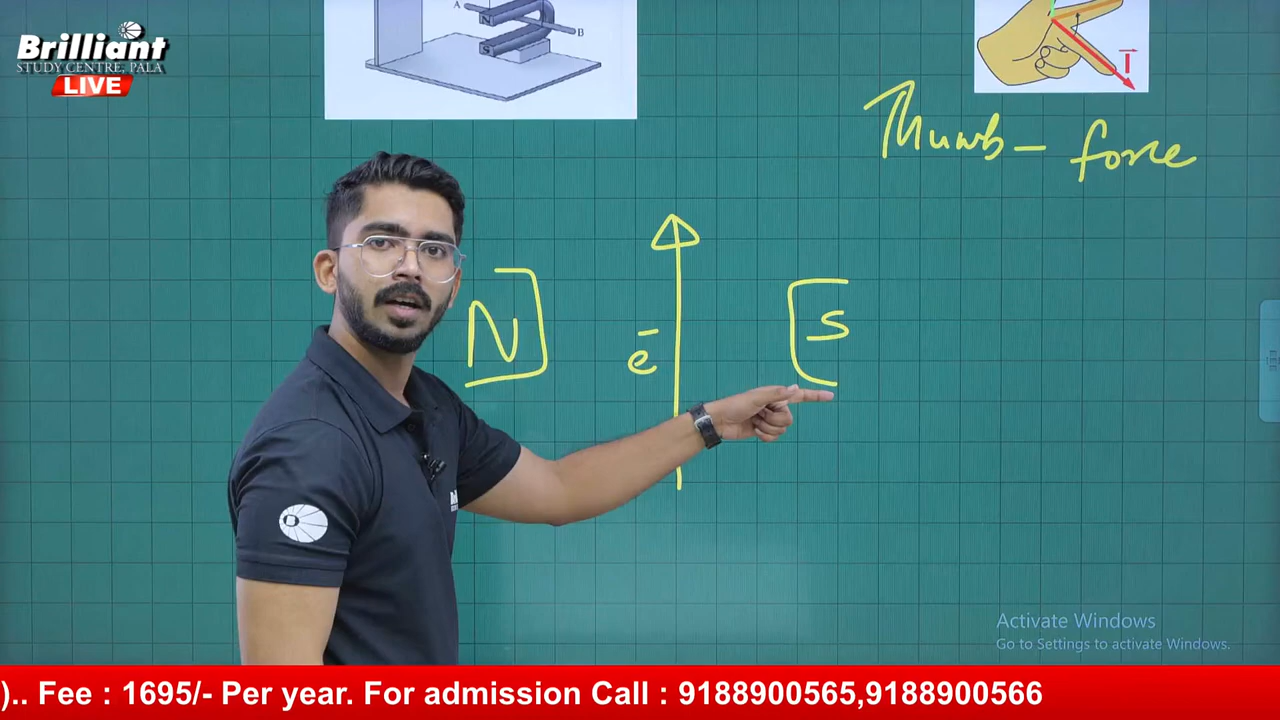 Brilliant
STUDY CENTRE, PALA
LIVE
A
N
B
I
Thumb - force
N
e-
S
Activate Windows
Go to Settings to activate Windows.
).. Fee : 1695/- Per year. For admission Call : 9188900565,9188900566